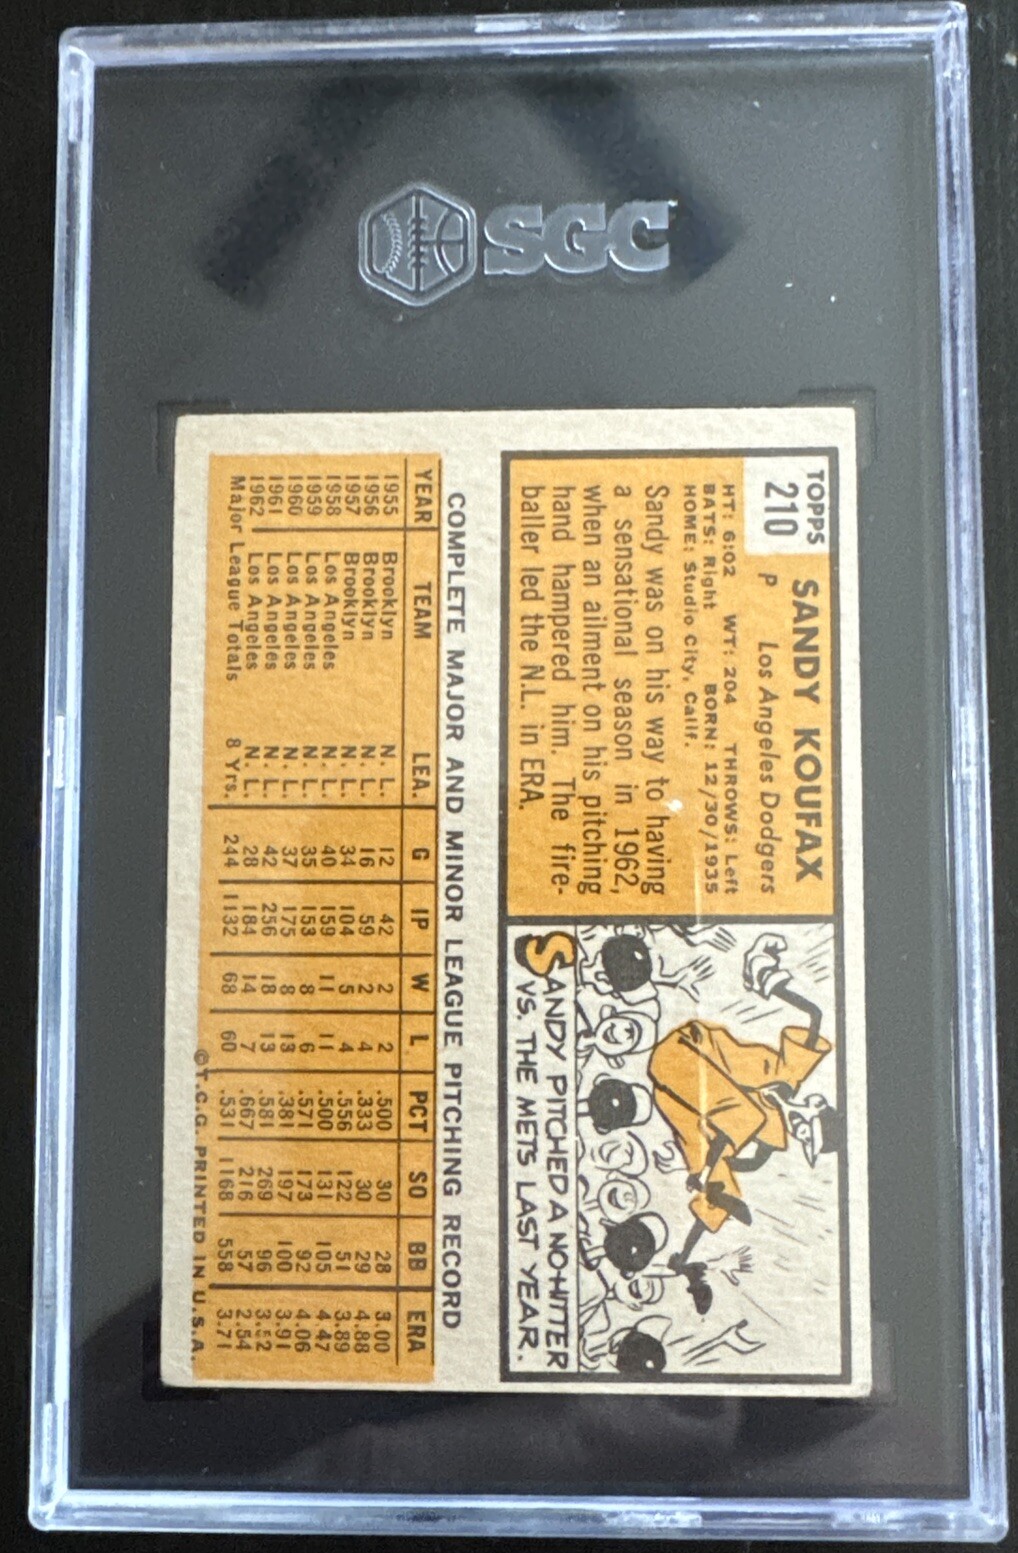 SGC
TOPPS
210
SANDY KOUFAX
P Los Angeles Dodgers
HT: 6:02 WT: 204 THROWS: Left
BATS: Right BORN: 12/30/1935
HOME: Studio City, Calif.
Sandy was on his way to having
a sensational season in 1962,
when an ailment on his pitching
hand hampered him. The fire-
baller led the N.L. in ERA.
SANDY PITCHED A NO-HITTER
VS. THE METS LAST YEAR.
COMPLETE MAJOR AND MINOR LEAGUE PITCHING RECORD
YEAR TEAM LEA. G IP W L PCT SO BB ERA
1955 Brooklyn N. L. 12 42 2 2 .500 30 28 3.00
1956 Brooklyn N. L. 16 59 2 4 .333 30 29 4.88
1957 Brooklyn N. L. 34 104 5 4 .556 122 51 3.89
1958 Los Angeles N. L. 40 159 11 11 .500 131 105 4.47
1959 Los Angeles N. L. 35 153 8 6 .571 173 92 4.06
1960 Los Angeles N. L. 37 175 8 13 .381 197 100 3.91
1961 Los Angeles N. L. 42 256 18 13 .581 269 96 3.52
1962 Los Angeles N. L. 28 184 14 7 .667 216 57 2.54
Major League Totals 8 Yrs. 244 1132 68 60 .531 1168 558 3.71
©T.C.G. PRINTED IN U.S.A.